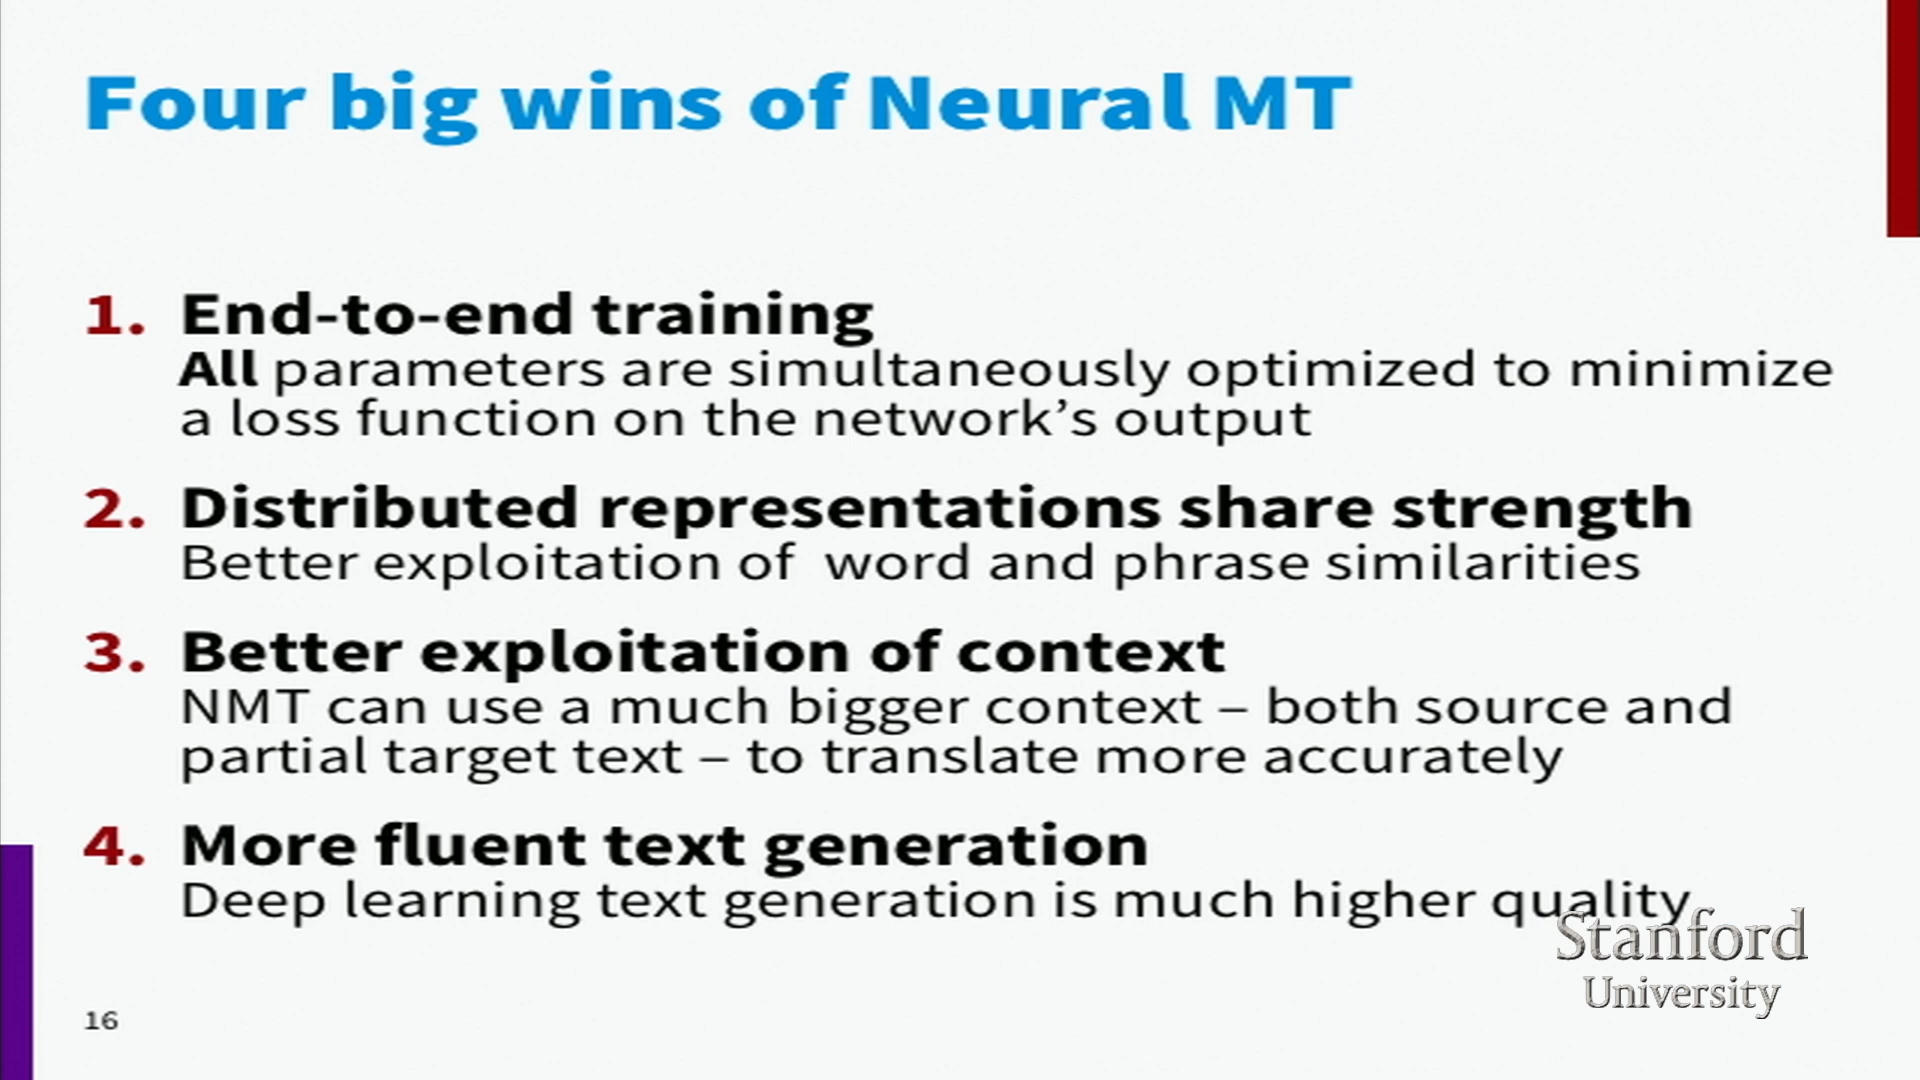 Four big wins of Neural MT
1. End-to-end training
All parameters are simultaneously optimized to minimize
a loss function on the network’s output
2. Distributed representations share strength
Better exploitation of word and phrase similarities
3. Better exploitation of context
NMT can use a much bigger context – both source and
partial target text – to translate more accurately
4. More fluent text generation
Deep learning text generation is much higher quality
Stanford
University
16